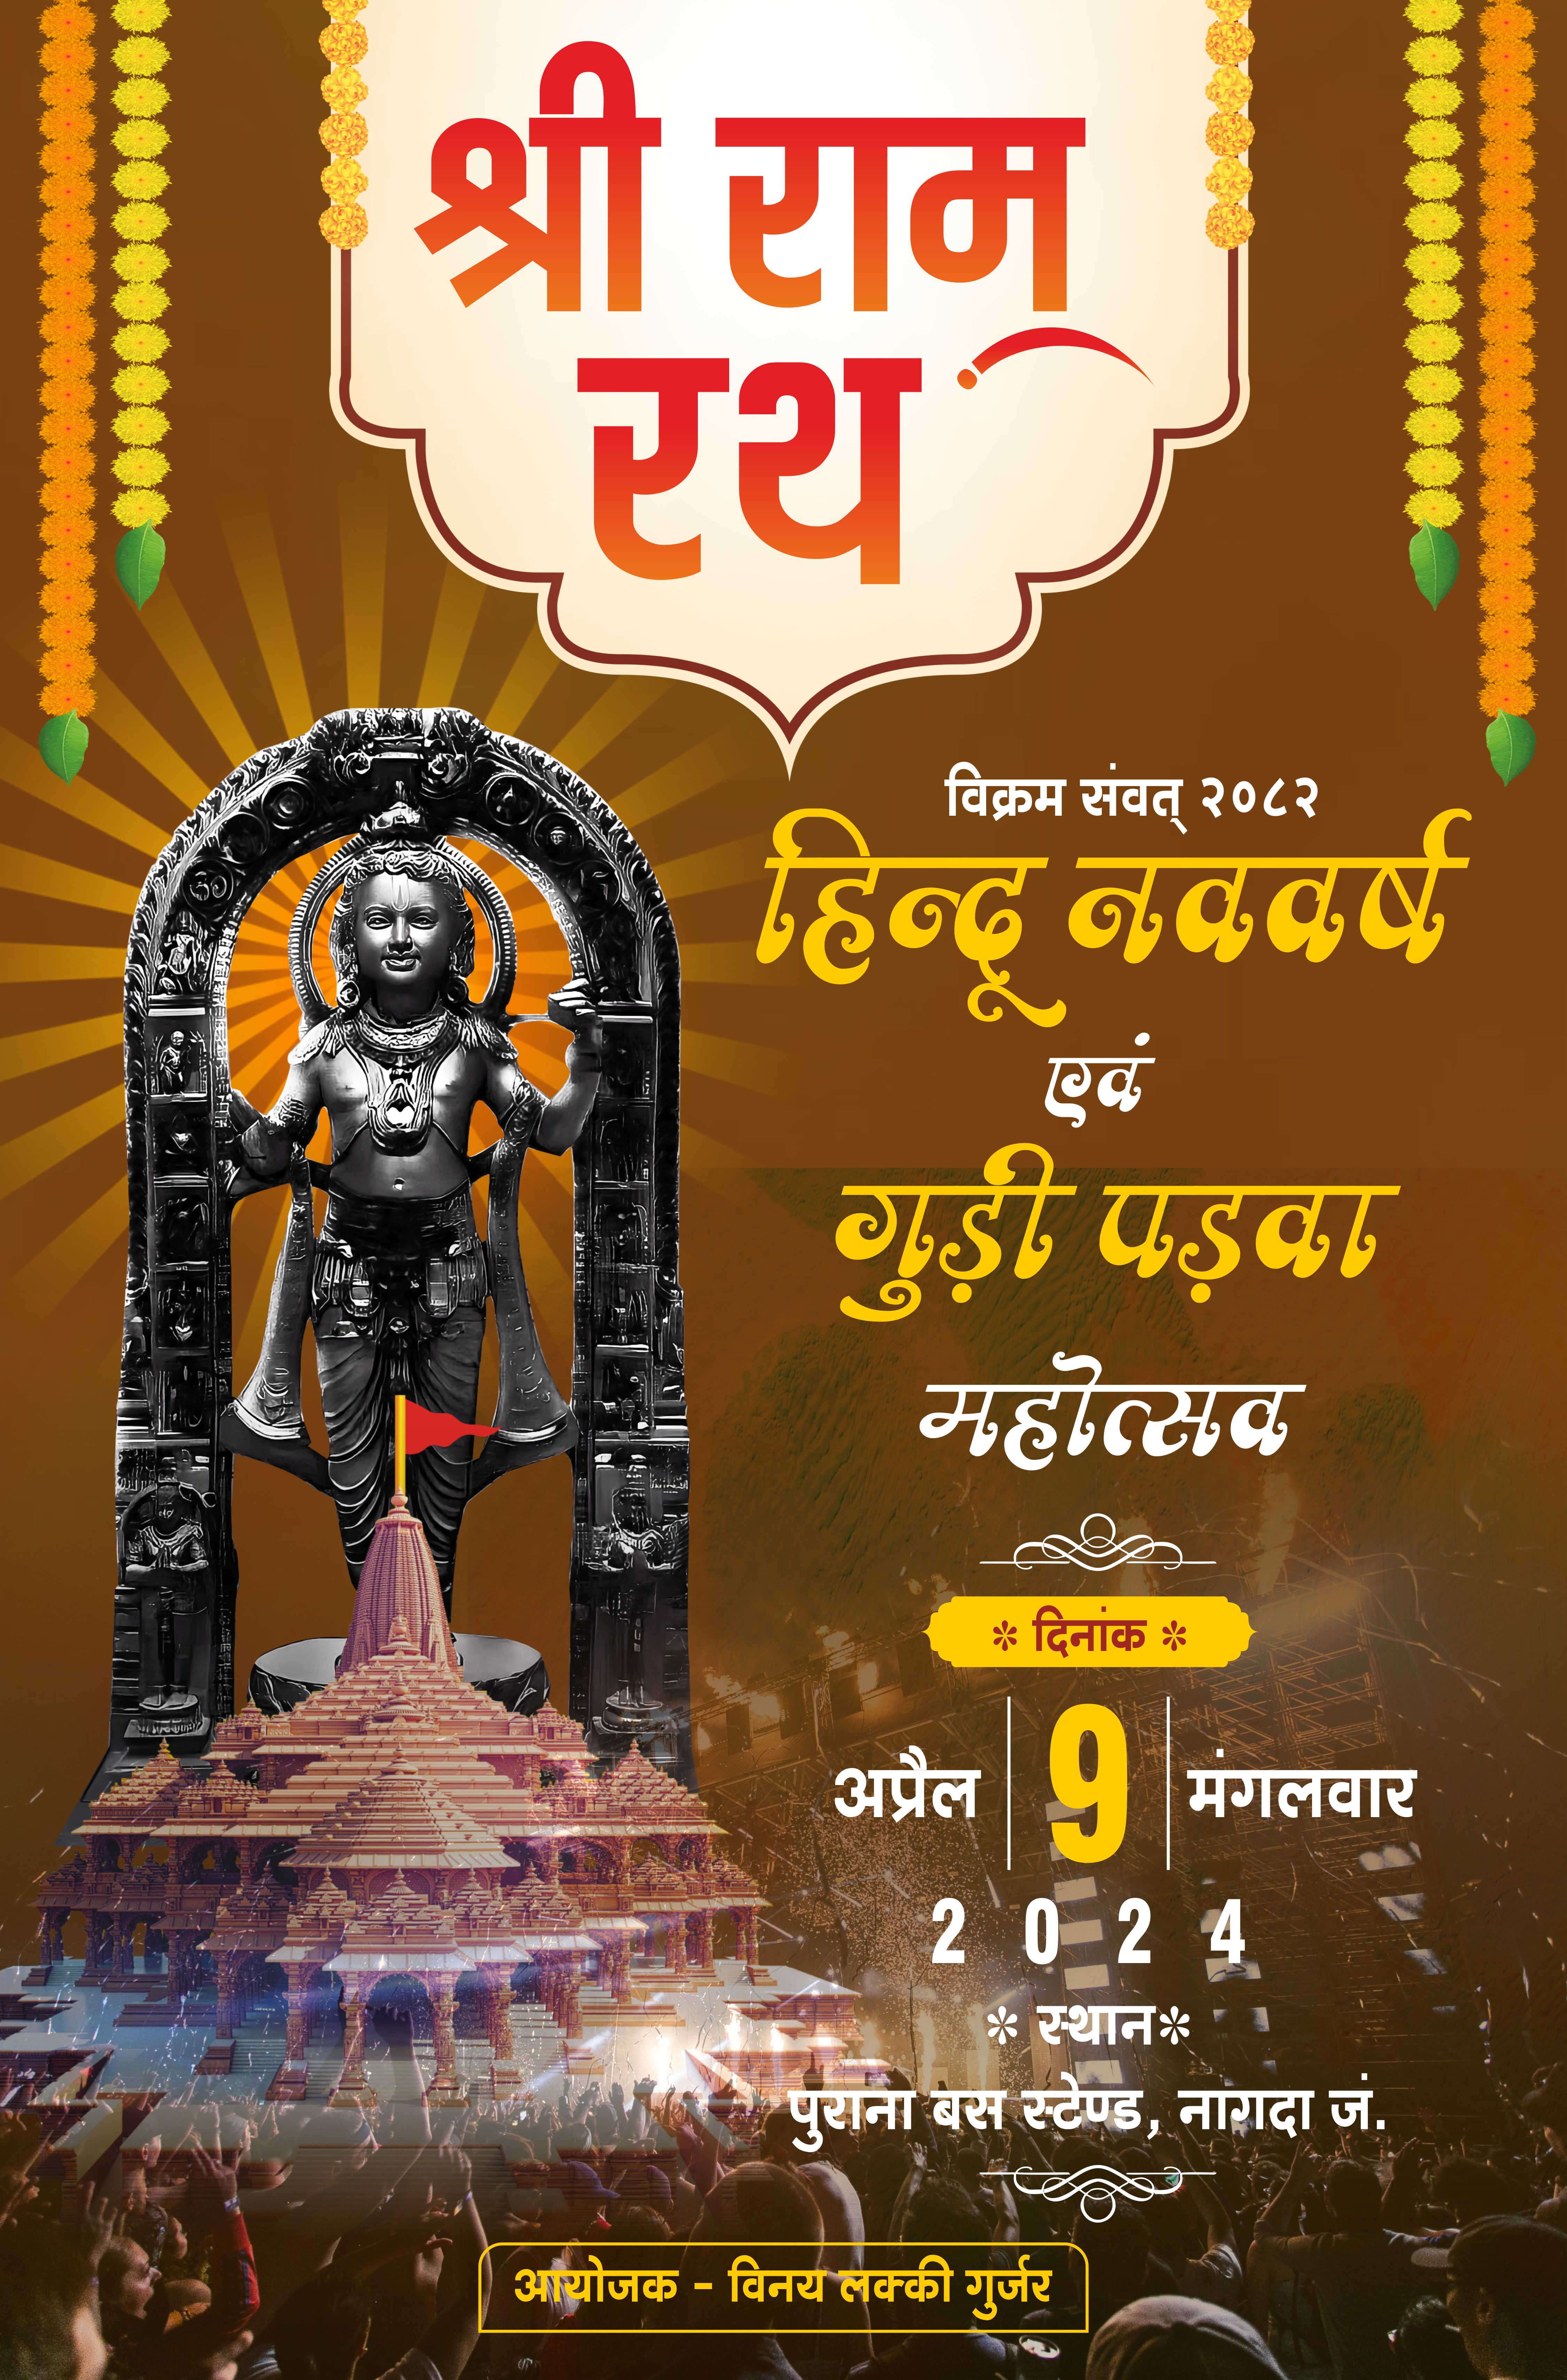 श्री राम
रथ
विक्रम संवत् २०८२
हिन्दू नववर्ष
एवं
गुड़ी पड़वा
महोत्सव
* दिनांक *
अप्रैल 9 मंगलवार
2 0 2 4
* स्थान*
पुराना बस स्टेण्ड, नागदा जं.
आयोजक - विनय लक्की गुर्जर